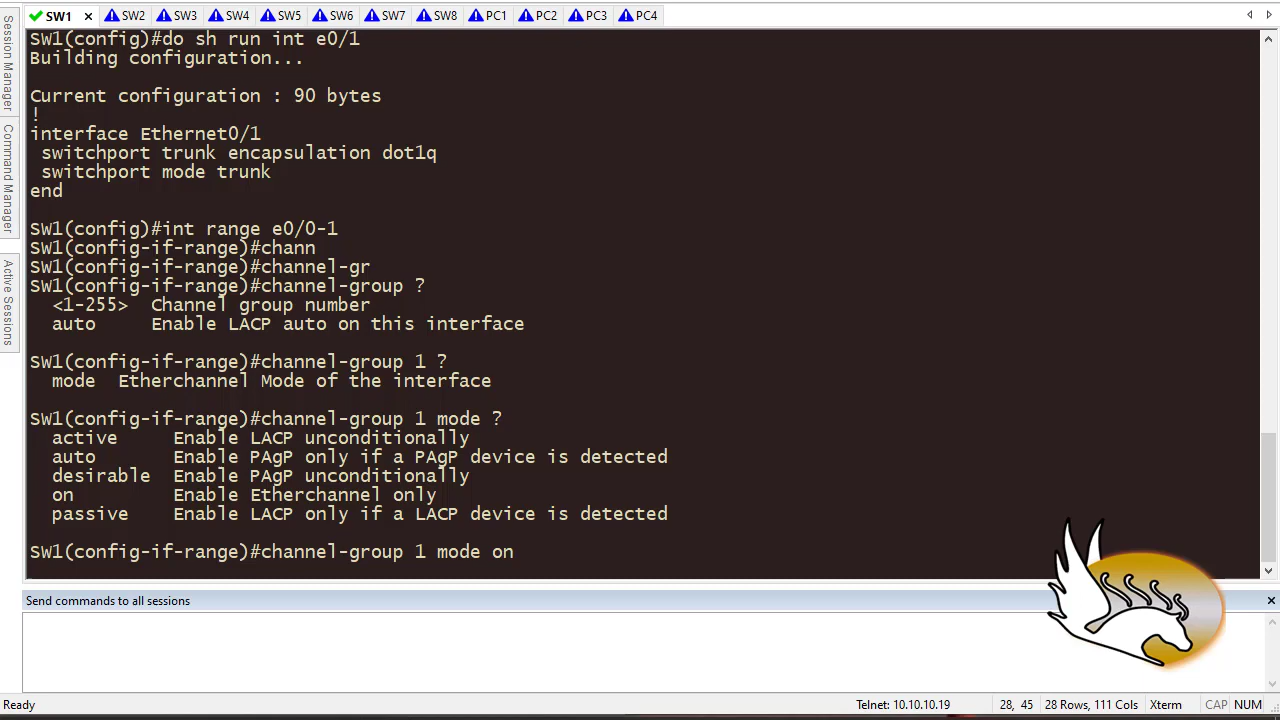 SW1 × SW2 SW3 SW4 SW5 SW6 SW7 SW8 PC1 PC2 PC3 PC4
Session Manager
Command Manager
Active Sessions
SW1(config)#do sh run int e0/1
Building configuration...
Current configuration : 90 bytes
!
interface Ethernet0/1
switchport trunk encapsulation dot1q
switchport mode trunk
end
SW1(config)#int range e0/0-1
SW1(config-if-range)#chann
SW1(config-if-range)#channel-gr
SW1(config-if-range)#channel-group ?
<1-255> Channel group number
auto Enable LACP auto on this interface
SW1(config-if-range)#channel-group 1 ?
mode Etherchannel Mode of the interface
SW1(config-if-range)#channel-group 1 mode ?
active Enable LACP unconditionally
auto Enable PAgP only if a PAgP device is detected
desirable Enable PAgP unconditionally
on Enable Etherchannel only
passive Enable LACP only if a LACP device is detected
SW1(config-if-range)#channel-group 1 mode on
Send commands to all sessions ×
Ready Telnet: 10.10.10.19 28, 45 28 Rows, 111 Cols Xterm CAP NUM